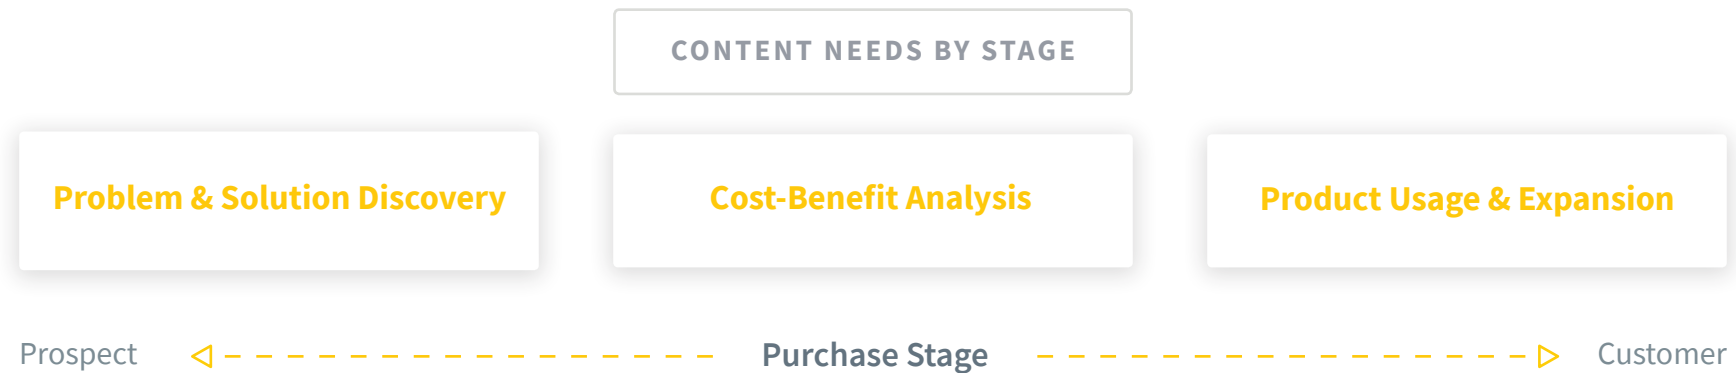 CONTENT NEEDS BY STAGE
Problem & Solution Discovery
Cost-Benefit Analysis
Product Usage & Expansion
Prospect
Purchase Stage
Customer